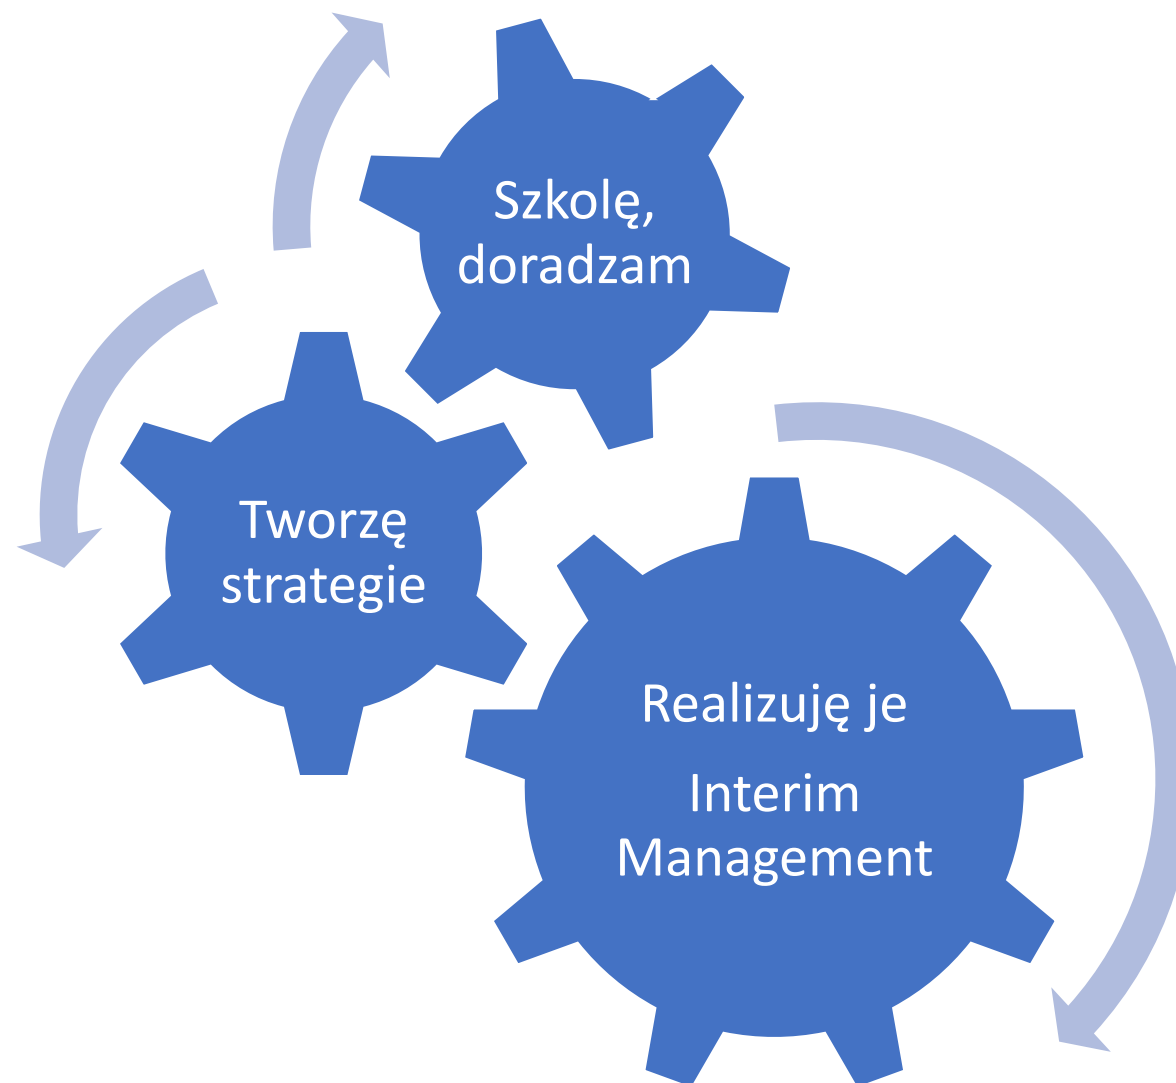 Szkolę,
doradzam
Tworzę
strategie
Realizuję je
Interim
Management